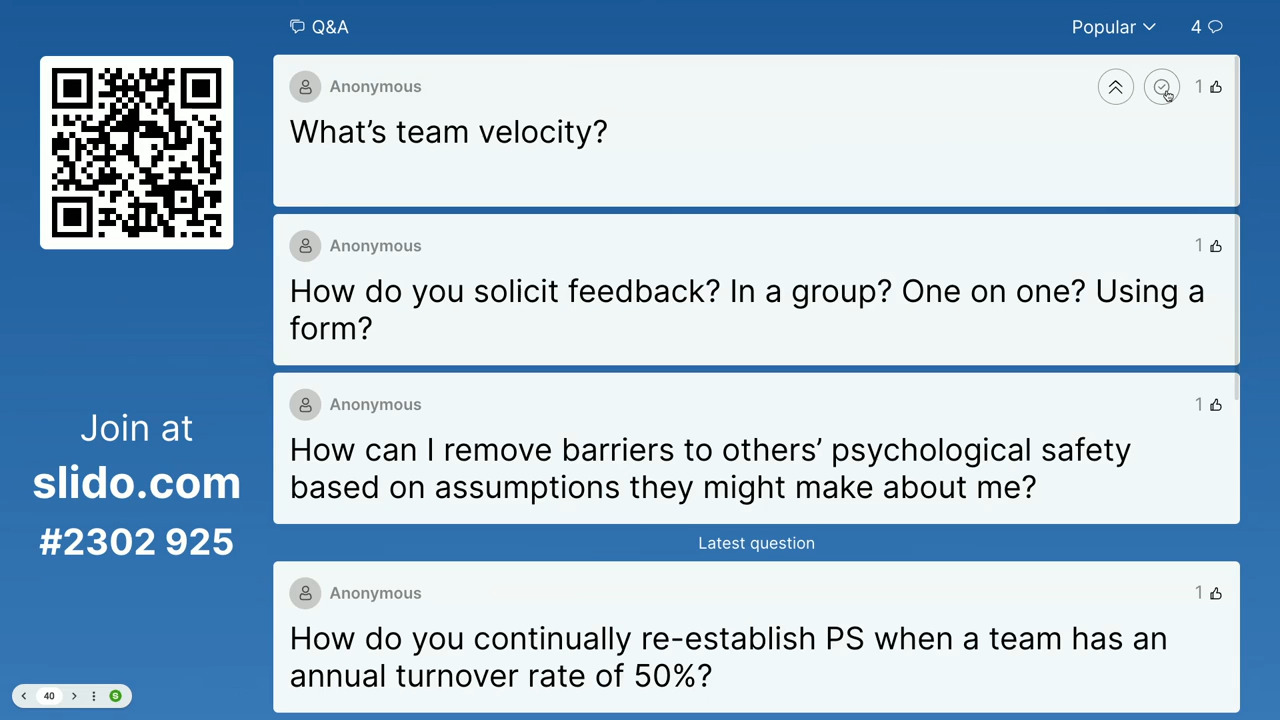 Q&A
Popular
4
Anonymous
1
What’s team velocity?
Anonymous
1
How do you solicit feedback? In a group? One on one? Using a
form?
Anonymous
1
How can I remove barriers to others’ psychological safety
based on assumptions they might make about me?
Latest question
Anonymous
1
How do you continually re-establish PS when a team has an
annual turnover rate of 50%?
Join at
slido.com
#2302 925
40
S